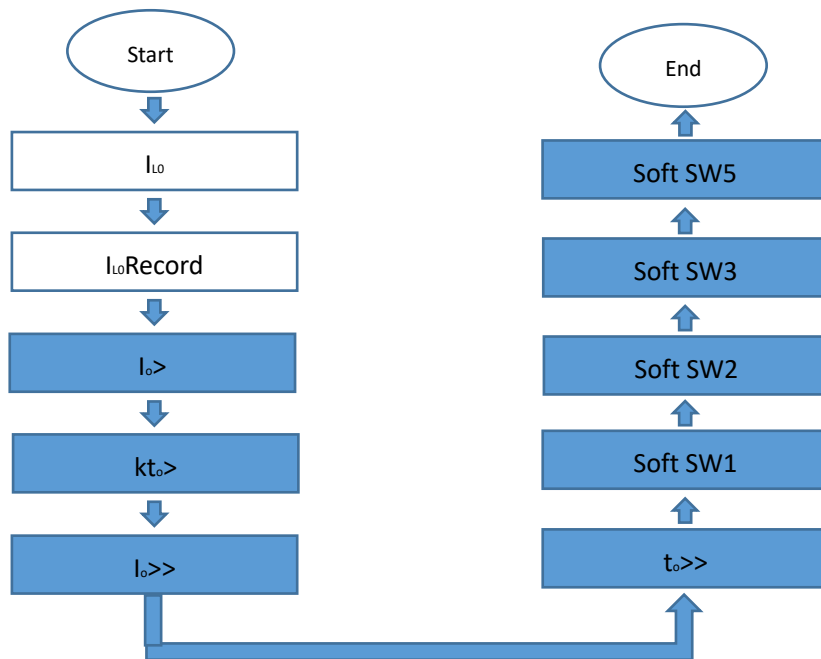 Start
IL0
IL0Record
Io>
kto>
Io>>
to>>
Soft SW1
Soft SW2
Soft SW3
Soft SW5
End